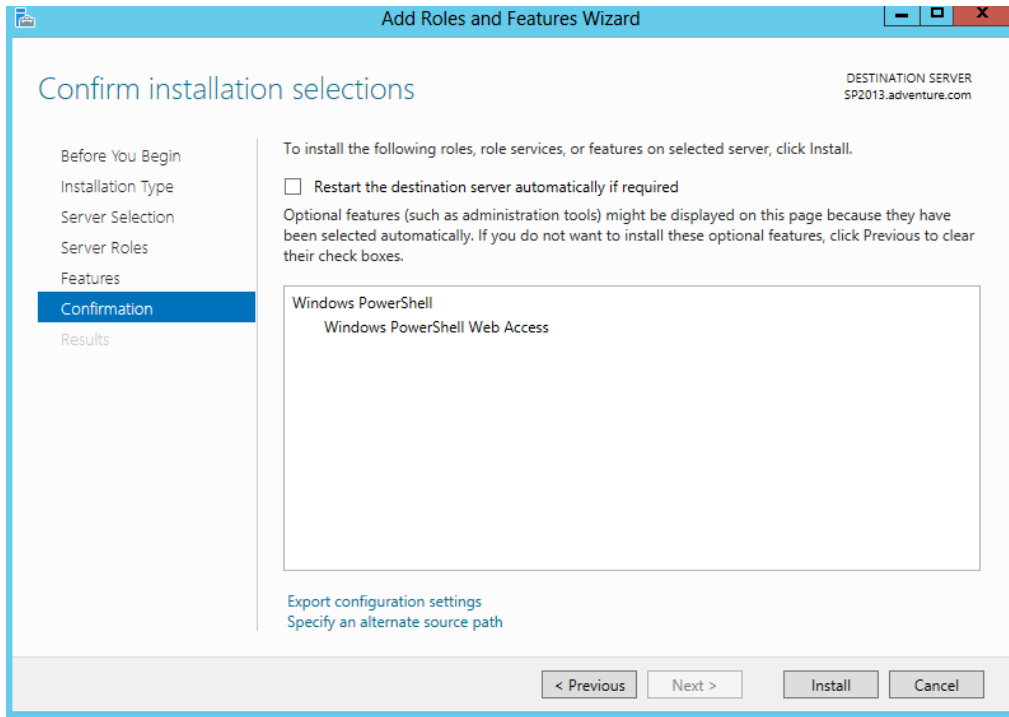 Add Roles and Features Wizard
Confirm installation selections
DESTINATION SERVER
SP2013.adventure.com
Before You Begin
Installation Type
Server Selection
Server Roles
Features
Confirmation
Results
To install the following roles, role services, or features on selected server, click Install.
Restart the destination server automatically if required
Optional features (such as administration tools) might be displayed on this page because they have
been selected automatically. If you do not want to install these optional features, click Previous to clear
their check boxes.
Windows PowerShell
Windows PowerShell Web Access
Export configuration settings
Specify an alternate source path
< Previous
Next >
Install
Cancel